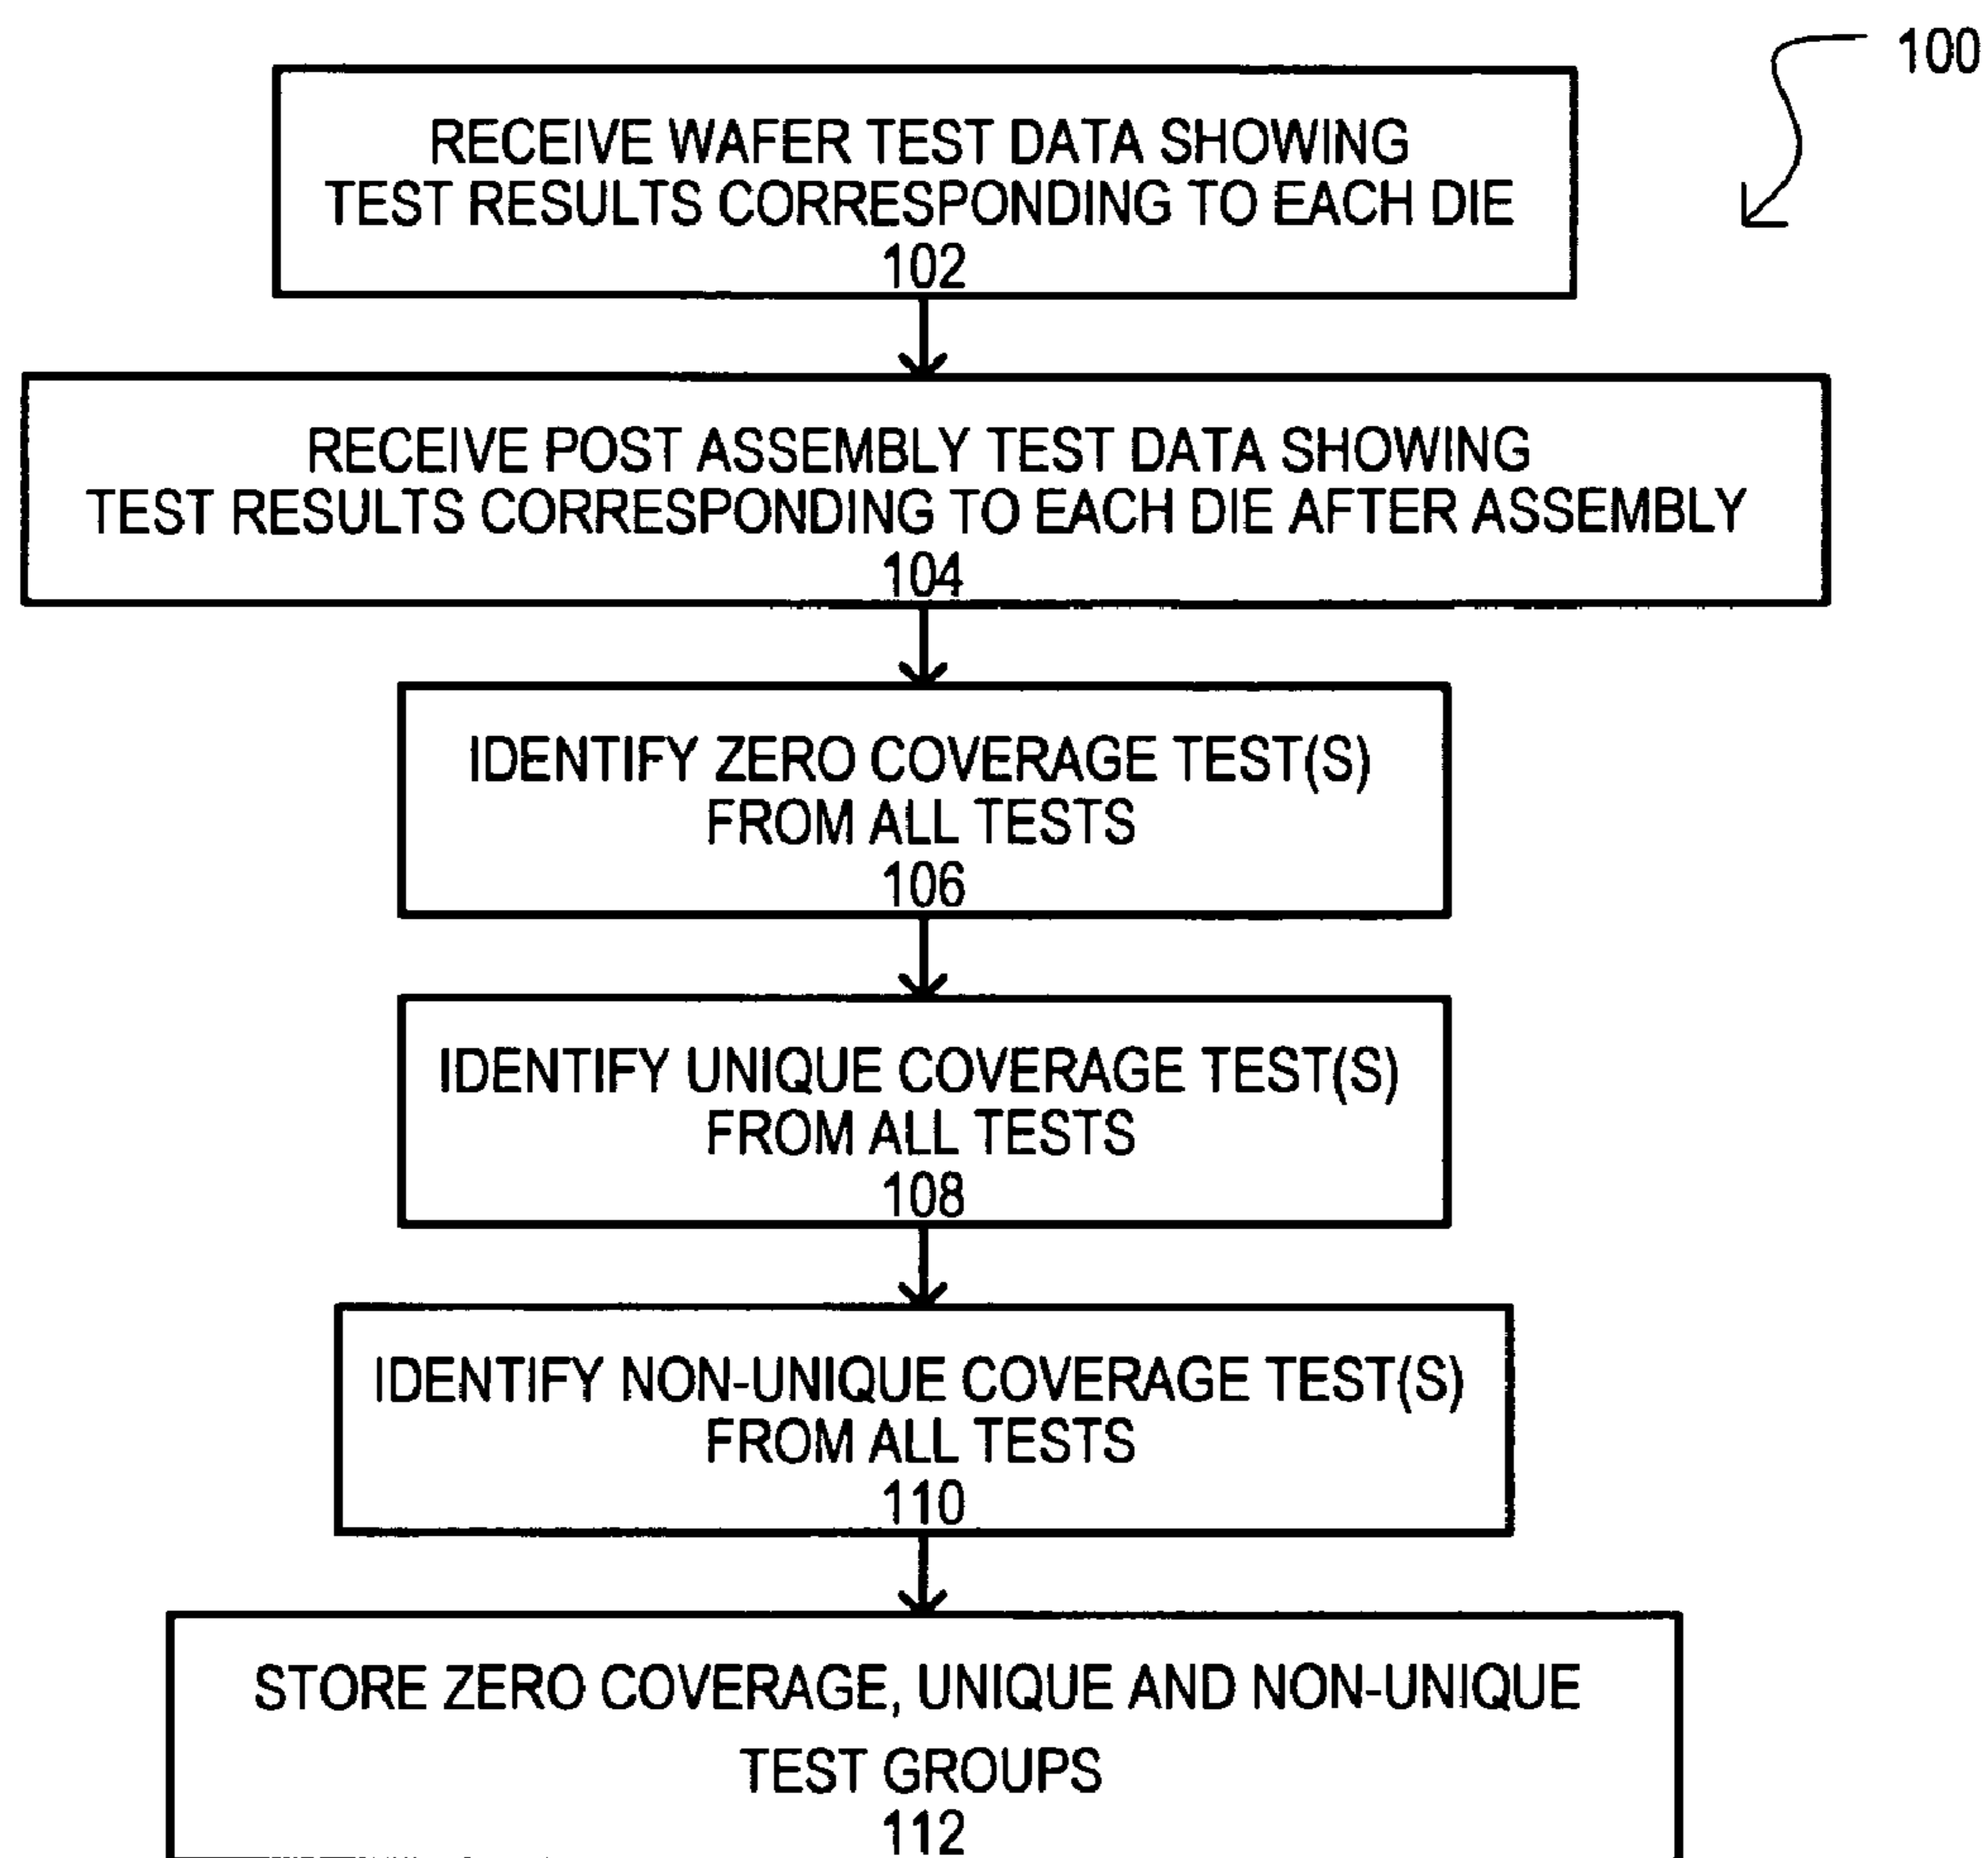 100
RECEIVE WAFER TEST DATA SHOWING
TEST RESULTS CORRESPONDING TO EACH DIE
102
RECEIVE POST ASSEMBLY TEST DATA SHOWING
TEST RESULTS CORRESPONDING TO EACH DIE AFTER ASSEMBLY
104
IDENTIFY ZERO COVERAGE TEST(S)
FROM ALL TESTS
106
IDENTIFY UNIQUE COVERAGE TEST(S)
FROM ALL TESTS
108
IDENTIFY NON-UNIQUE COVERAGE TEST(S)
FROM ALL TESTS
110
STORE ZERO COVERAGE, UNIQUE AND NON-UNIQUE
TEST GROUPS
112